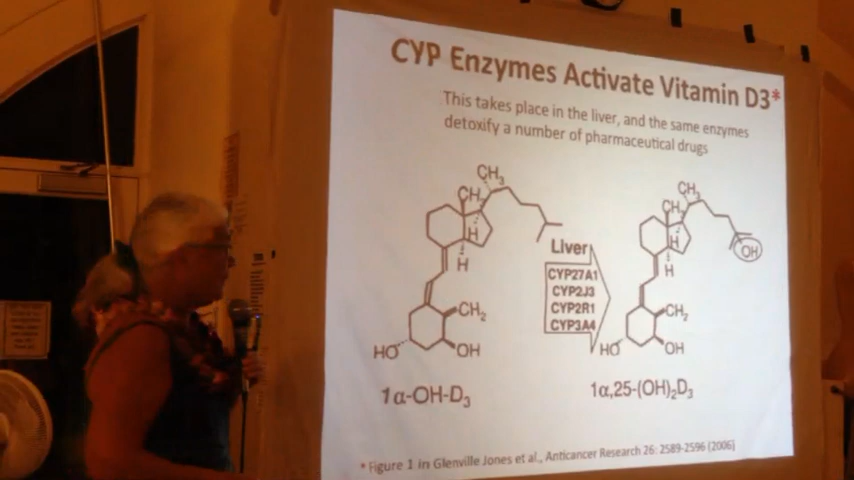 CYP Enzymes Activate Vitamin D3*
This takes place in the liver, and the same enzymes
detoxify a number of pharmaceutical drugs
CH3
CH3
H
H
CH2
HO
OH
1α-OH-D3
Liver
CYP27A1
CYP2J3
CYP2R1
CYP3A4
CH3
CH3
H
H
OH
CH2
HO
OH
1α,25-(OH)2D3
* Figure 1 in Glenville Jones et al., Anticancer Research 26: 2589-2596 (2006)